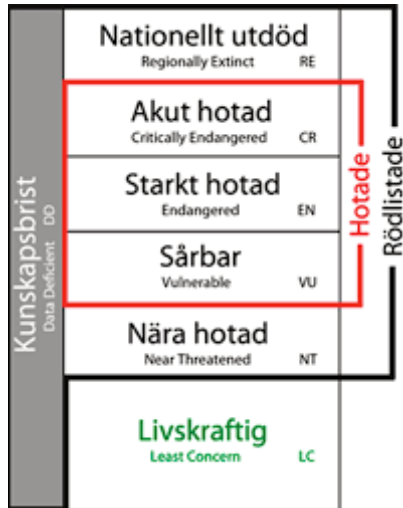 Nationellt utdöd
Regionally Extinct RE
Akut hotad
Critically Endangered CR
Starkt hotad
Endangered EN
Sårbar
Vulnerable VU
Nära hotad
Near Threatened NT
Livskraftig
Least Concern LC
Kunskapsbrist
Data Deficient DD
Hotade
Rödlistade